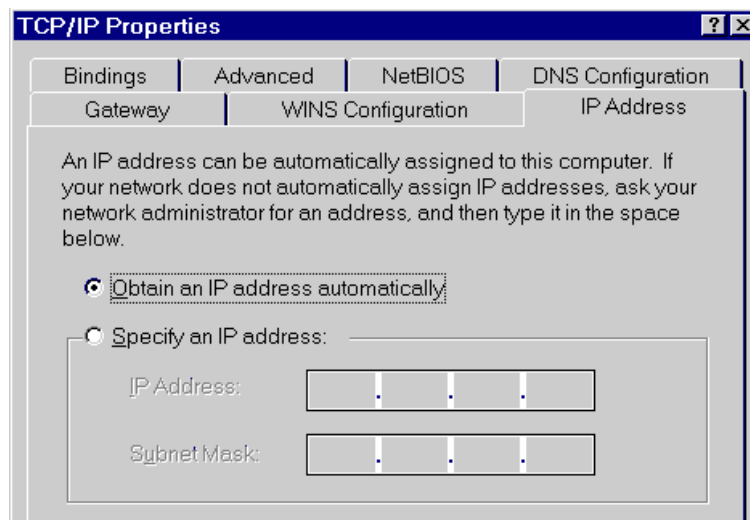 TCP/IP Properties
Bindings Advanced NetBIOS DNS Configuration
Gateway WINS Configuration IP Address
An IP address can be automatically assigned to this computer. If
your network does not automatically assign IP addresses, ask your
network administrator for an address, and then type it in the space
below.
Obtain an IP address automatically
Specify an IP address:
IP Address:
Subnet Mask: